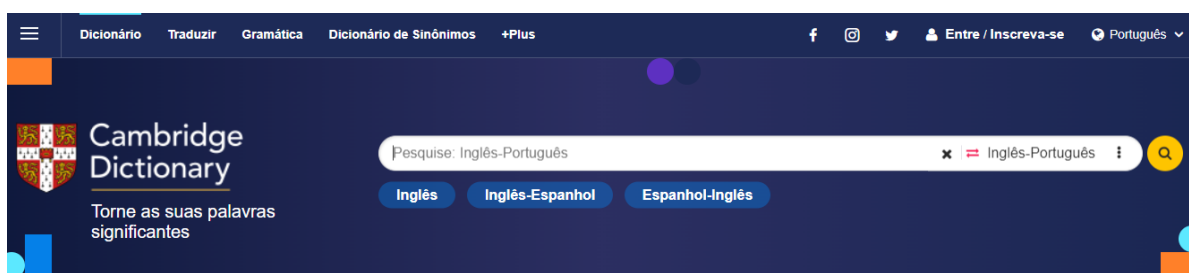 Dicionário Traduzir Gramática Dicionário de Sinônimos +Plus Entre / Inscreva-se Português
Cambridge
Dictionary
Torne as suas palavras
significantes
Pesquise: Inglês-Português Inglês-Português
Inglês Inglês-Espanhol Espanhol-Inglês